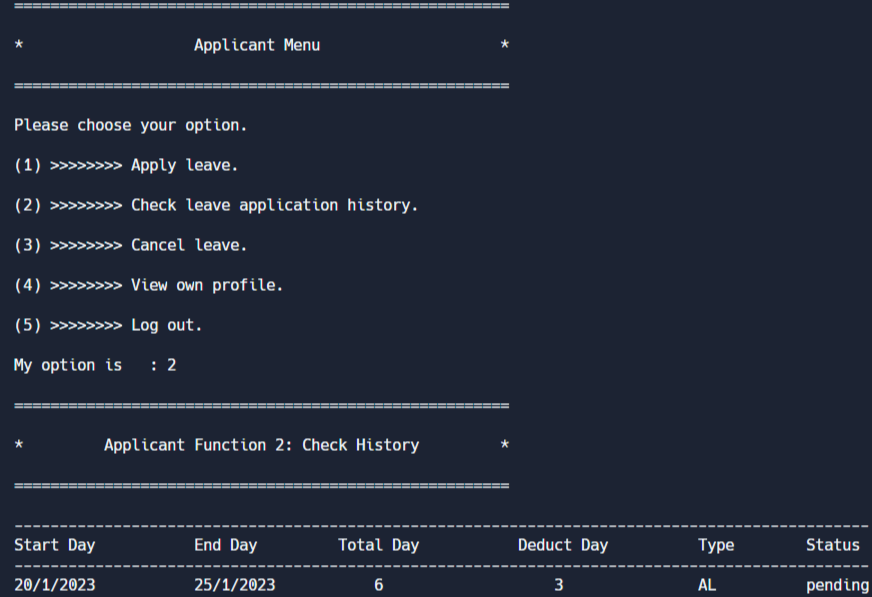 =======================================================
*                   Applicant Menu                    *
=======================================================
Please choose your option.
(1) >>>>>>>> Apply leave.
(2) >>>>>>>> Check leave application history.
(3) >>>>>>>> Cancel leave.
(4) >>>>>>>> View own profile.
(5) >>>>>>>> Log out.
My option is   : 2
=======================================================
*         Applicant Function 2: Check History         *
=======================================================
-----------------------------------------------------------------------------------------------
Start Day           End Day         Total Day           Deduct Day          Type        Status
-----------------------------------------------------------------------------------------------
20/1/2023           25/1/2023           6                   3               AL          pending